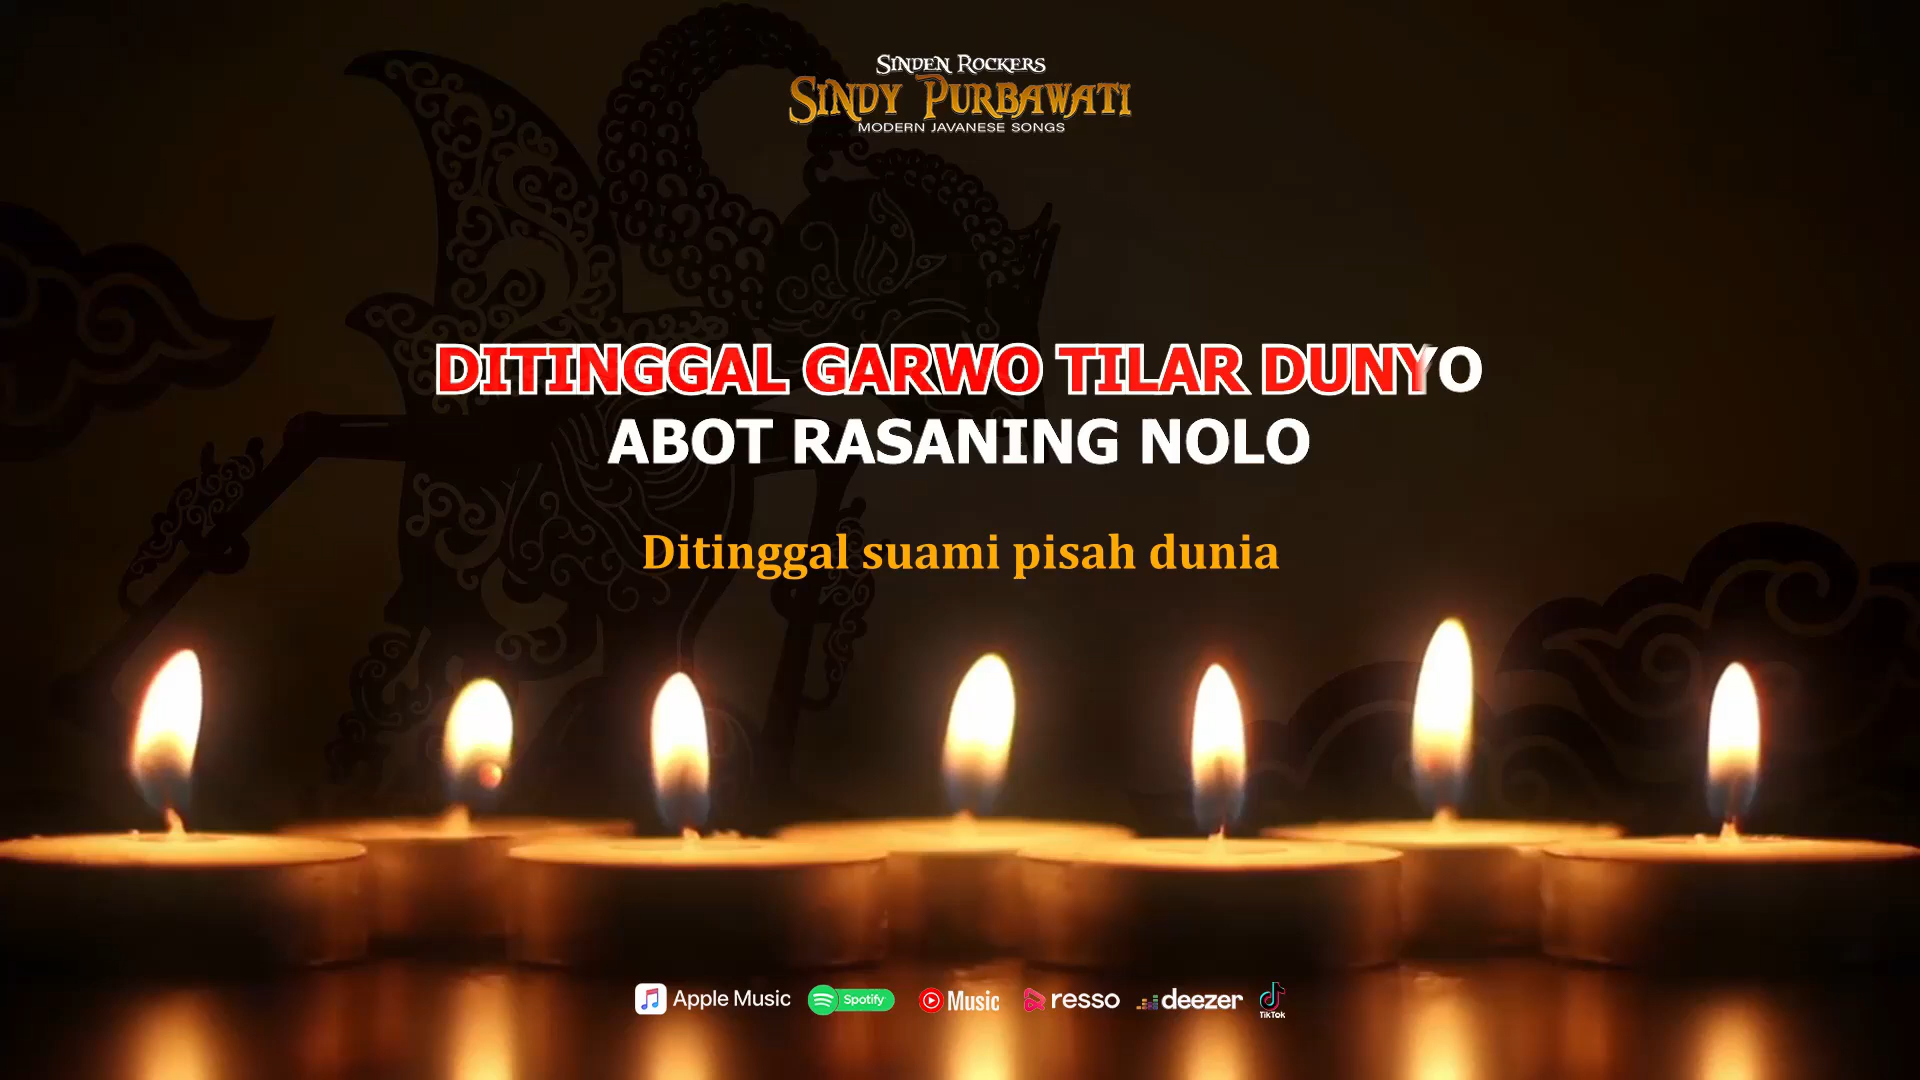 SINDEN ROCKERS
SINDY PURBAWATI
MODERN JAVANESE SONGS
DITINGGAL GARWO TILAR DUNYO
ABOT RASANING NOLO
Ditinggal suami pisah dunia
Apple Music Spotify Music resso deezer TikTok